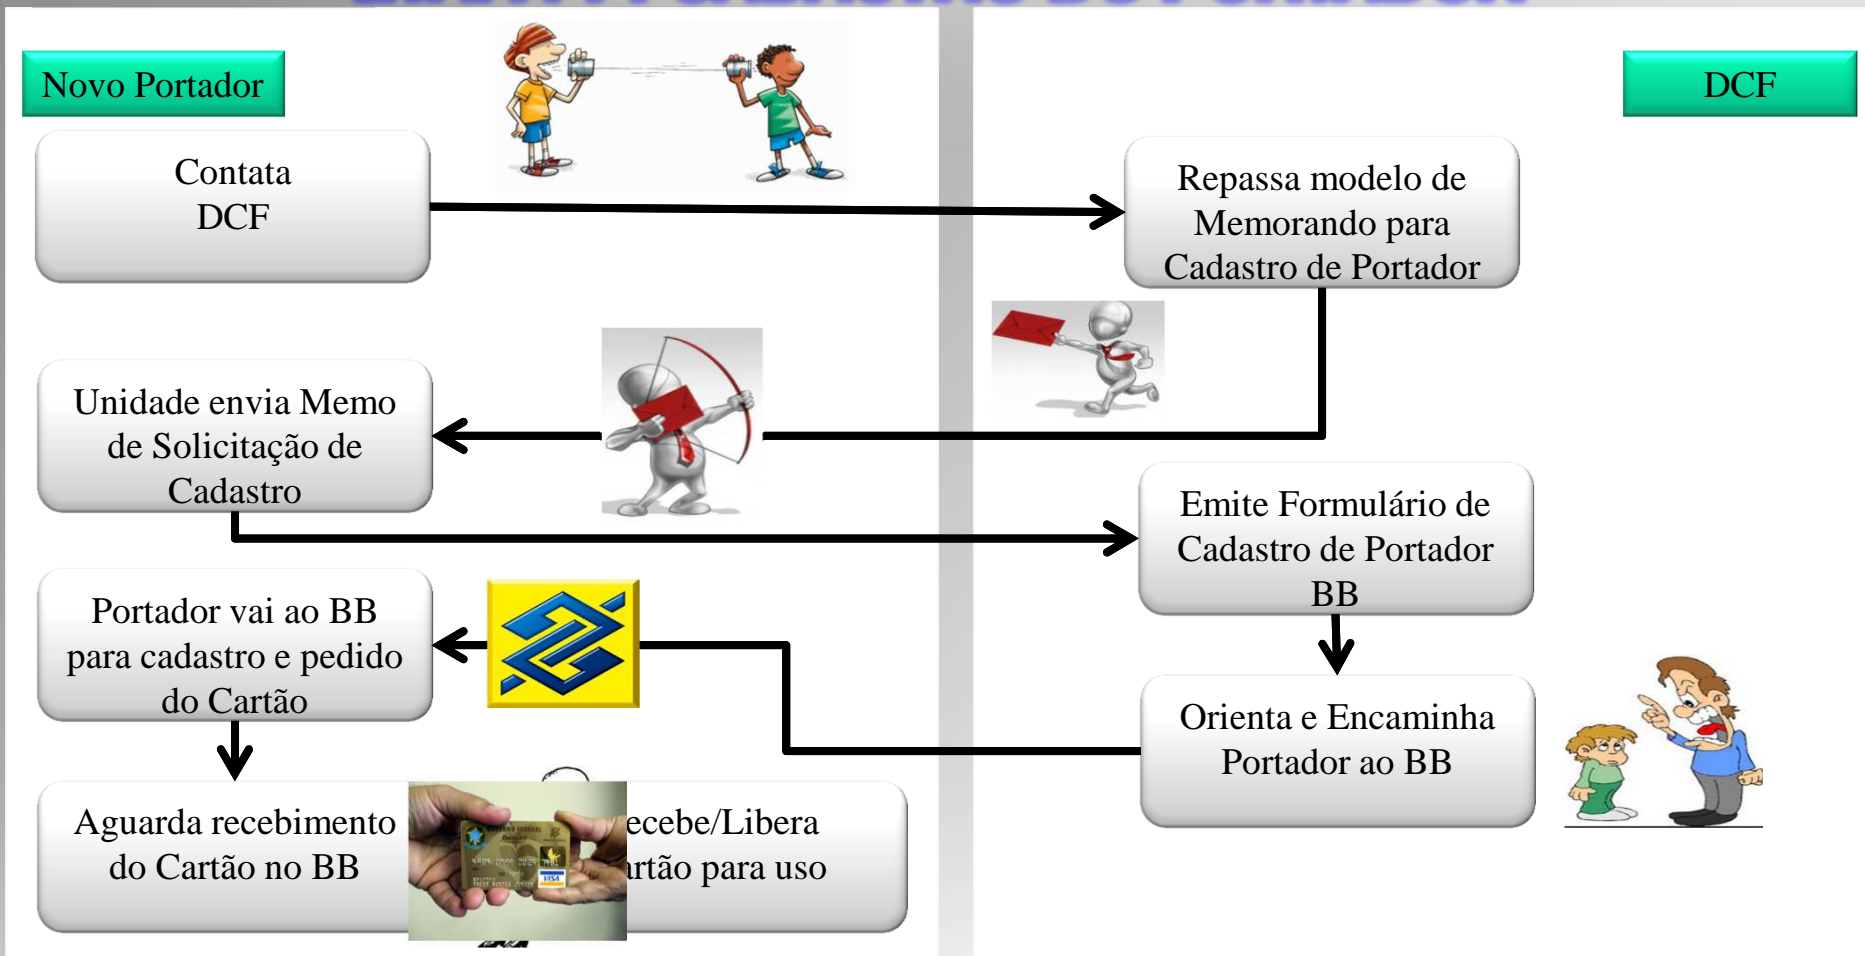 Novo Portador
DCF
Contata
DCF
Repassa modelo de
Memorando para
Cadastro de Portador
Unidade envia Memo
de Solicitação de
Cadastro
Emite Formulário de
Cadastro de Portador
BB
Portador vai ao BB
para cadastro e pedido
do Cartão
Orienta e Encaminha
Portador ao BB
Aguarda recebimento
do Cartão no BB
ecebe/Libera
artão para uso
VISA